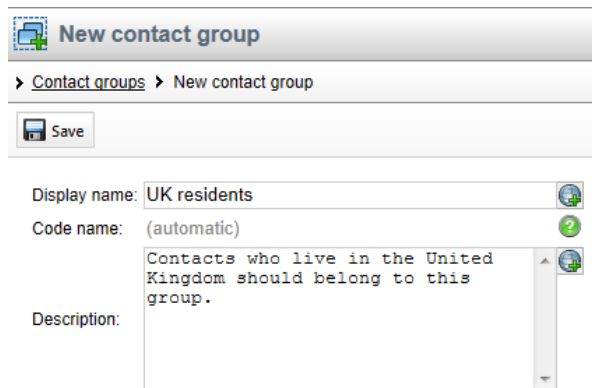 New contact group
Contact groups New contact group
Save
Display name: UK residents
Code name: (automatic)
Description:
Contacts who live in the United
Kingdom should belong to this
group.